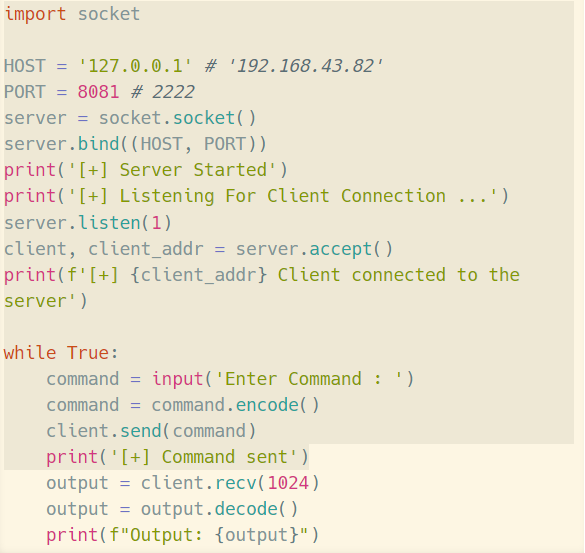 import socket

HOST = '127.0.0.1' # '192.168.43.82'
PORT = 8081 # 2222
server = socket.socket()
server.bind((HOST, PORT))
print('[+] Server Started')
print('[+] Listening For Client Connection ...')
server.listen(1)
client, client_addr = server.accept()
print(f'[+] {client_addr} Client connected to the
server')

while True:
    command = input('Enter Command : ')
    command = command.encode()
    client.send(command)
    print('[+] Command sent')
    output = client.recv(1024)
    output = output.decode()
    print(f"Output: {output}")